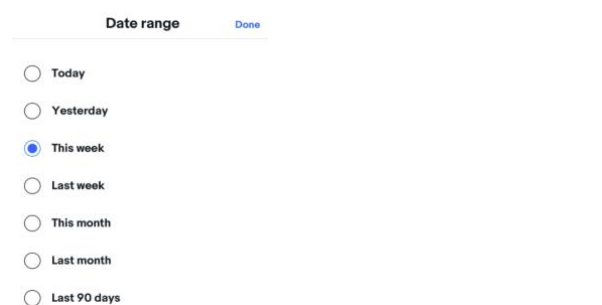 Date range Done
Today
Yesterday
This week
Last week
This month
Last month
Last 90 days